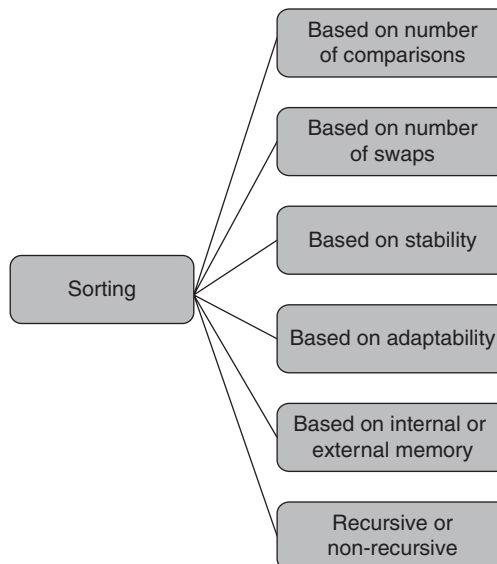 Based on number
of comparisons
Based on number
of swaps
Based on stability
Sorting
Based on adaptability
Based on internal or
external memory
Recursive or
non-recursive